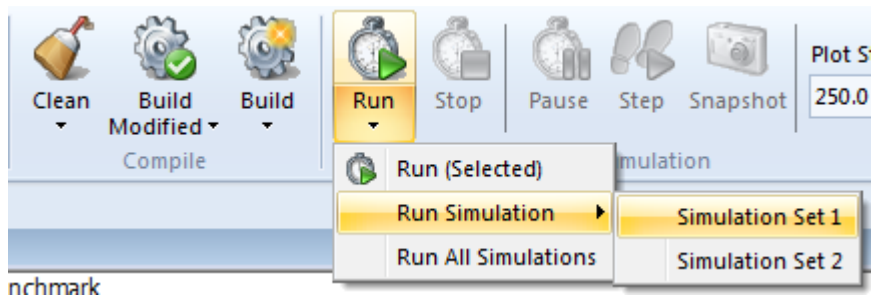 Clean
Build
Modified
Build
Run
Stop
Pause
Step
Snapshot
Plot S
250.0
Compile
mulation
Run (Selected)
Run Simulation
Run All Simulations
Simulation Set 1
Simulation Set 2
nchmark